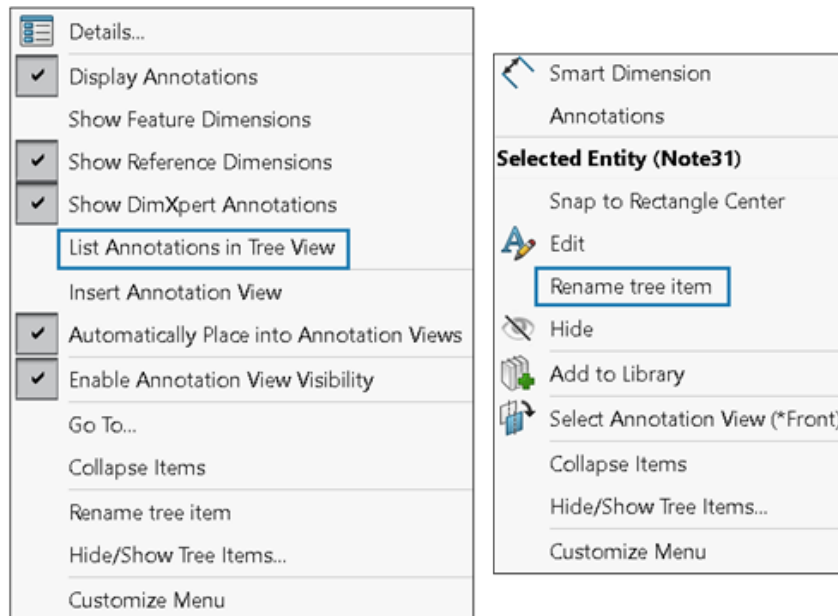 Details...
Display Annotations
Show Feature Dimensions
Show Reference Dimensions
Show DimXpert Annotations
List Annotations in Tree View
Insert Annotation View
Automatically Place into Annotation Views
Enable Annotation View Visibility
Go To...
Collapse Items
Rename tree item
Hide/Show Tree Items...
Customize Menu
Smart Dimension
Annotations
Selected Entity (Note31)
Snap to Rectangle Center
Edit
Rename tree item
Hide
Add to Library
Select Annotation View (*Front)
Collapse Items
Hide/Show Tree Items...
Customize Menu